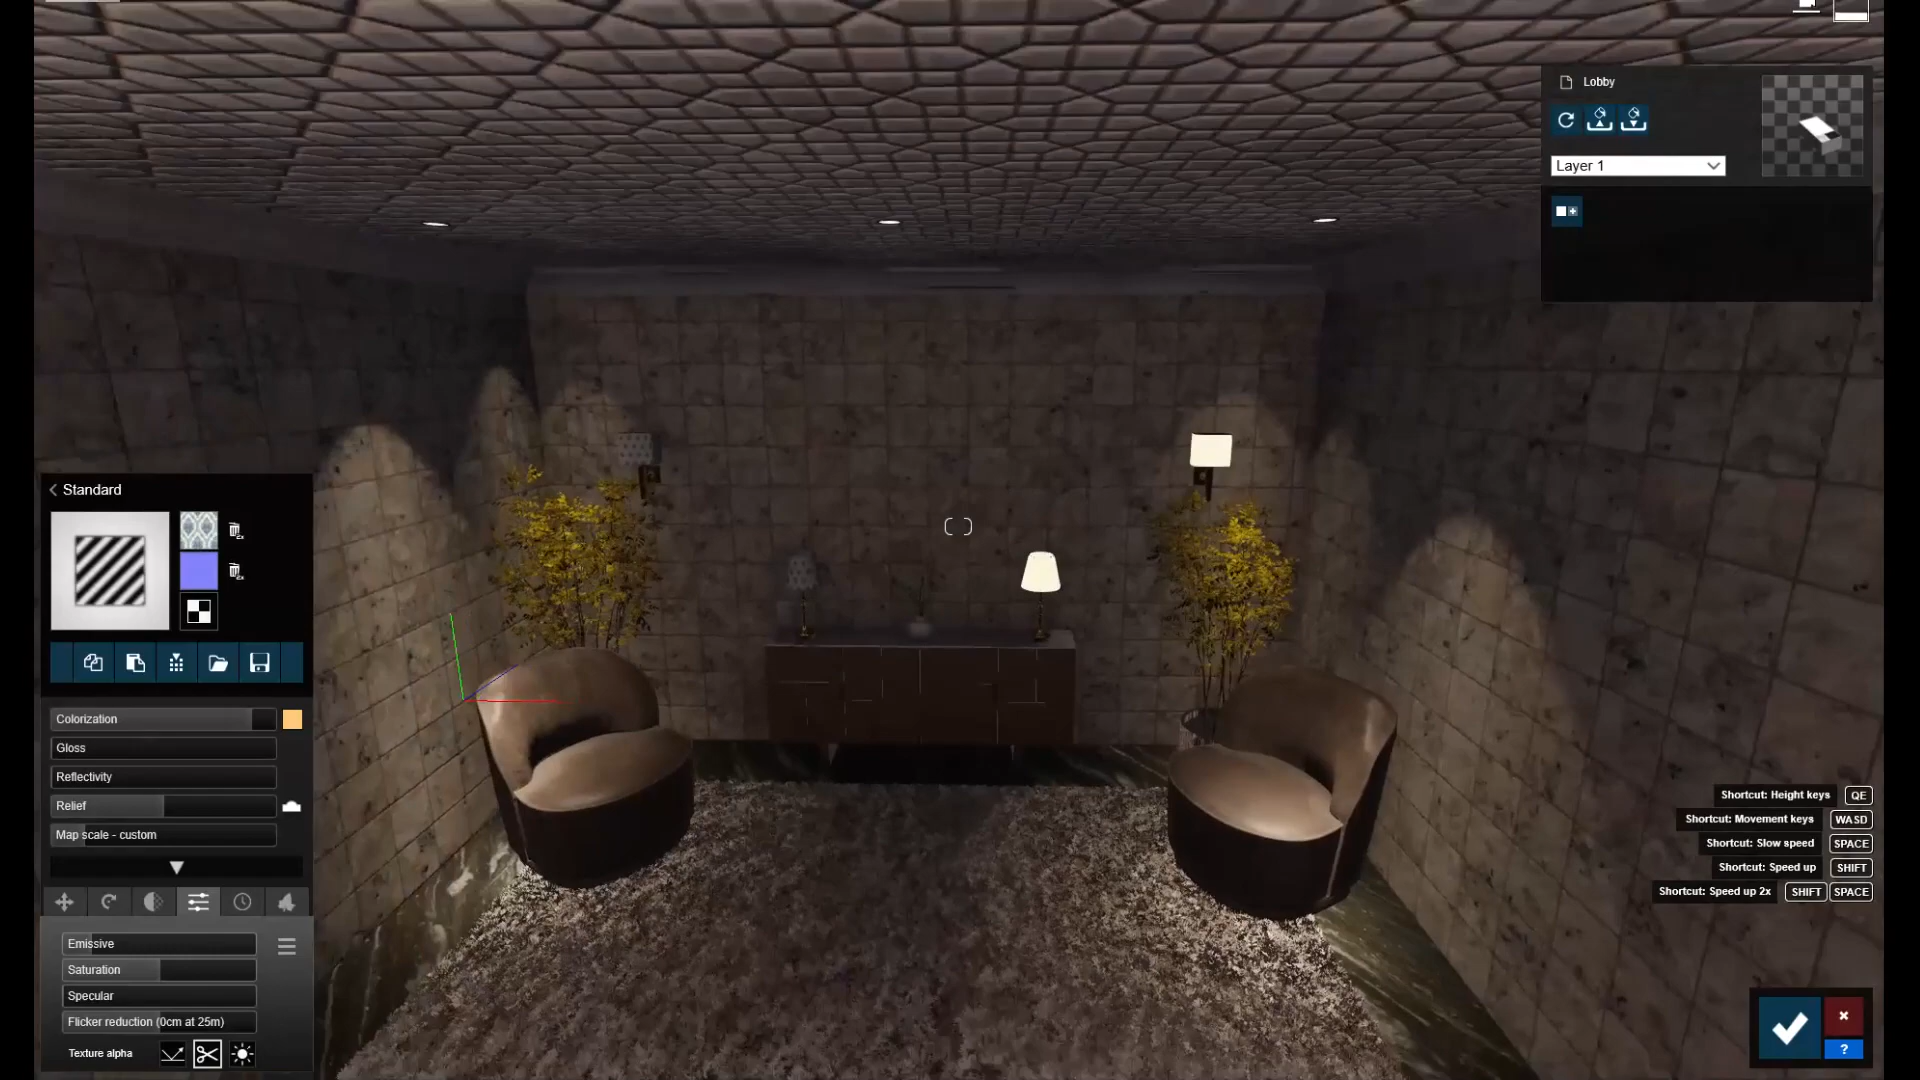 Lobby
Layer 1
Standard
Colorization
Gloss
Reflectivity
Relief
Map scale - custom
Emissive
Saturation
Specular
Flicker reduction (0cm at 25m)
Texture alpha
Shortcut: Height keys QE
Shortcut: Movement keys WASD
Shortcut: Slow speed SPACE
Shortcut: Speed up SHIFT
Shortcut: Speed up 2x SHIFT SPACE
?